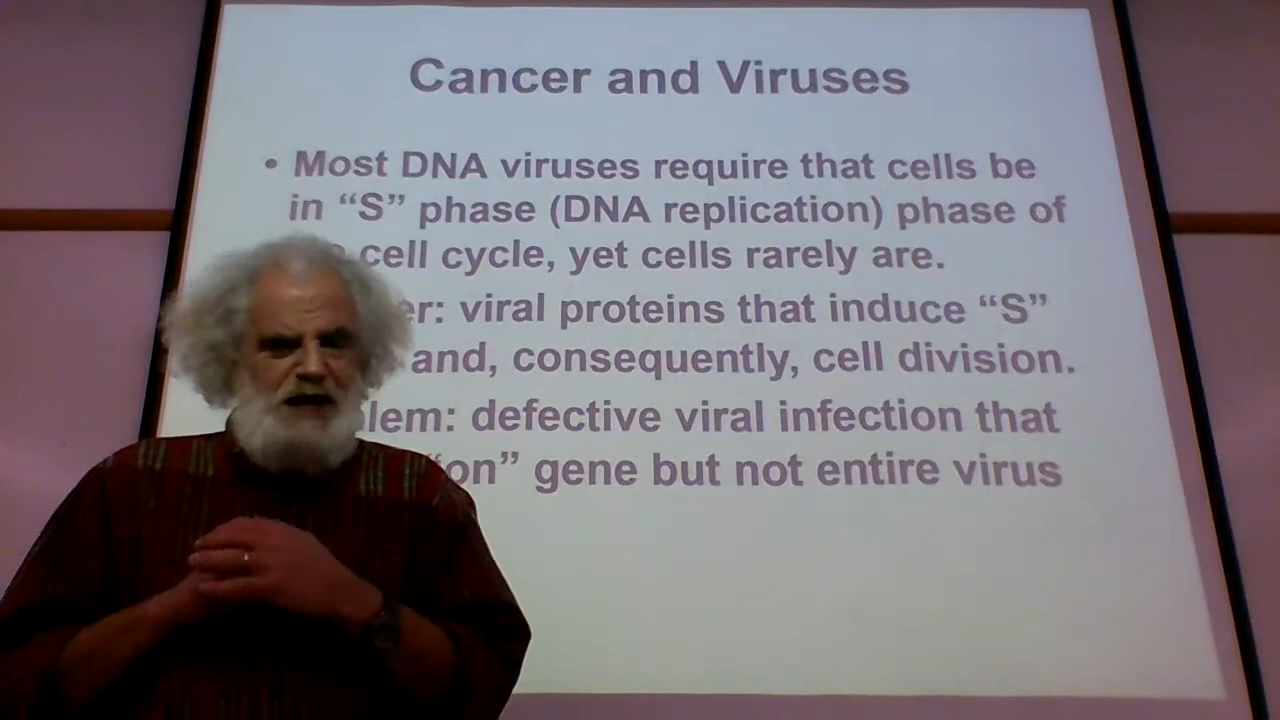 Cancer and Viruses
• Most DNA viruses require that cells be
in “S” phase (DNA replication) phase of
cell cycle, yet cells rarely are.
viral proteins that induce “S”
and, consequently, cell division.
defective viral infection that
“on” gene but not entire virus